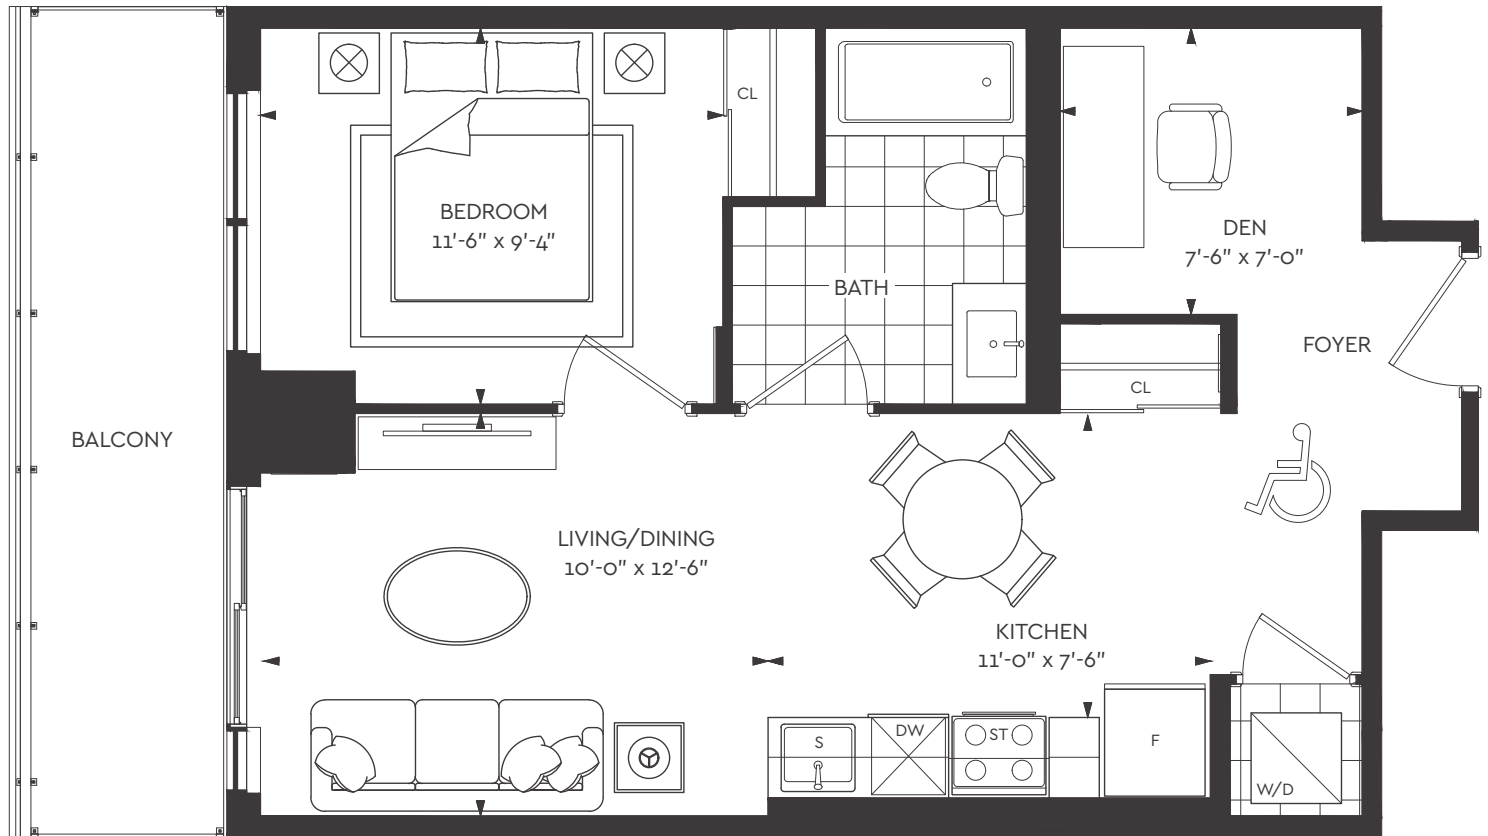 CL
BEDROOM
11'-6" x 9'-4"
DEN
7'-6" x 7'-0"
BATH
FOYER
CL
BALCONY
LIVING/DINING
10'-0" x 12'-6"
KITCHEN
11'-0" x 7'-6"
S
DW
ST
F
W/D